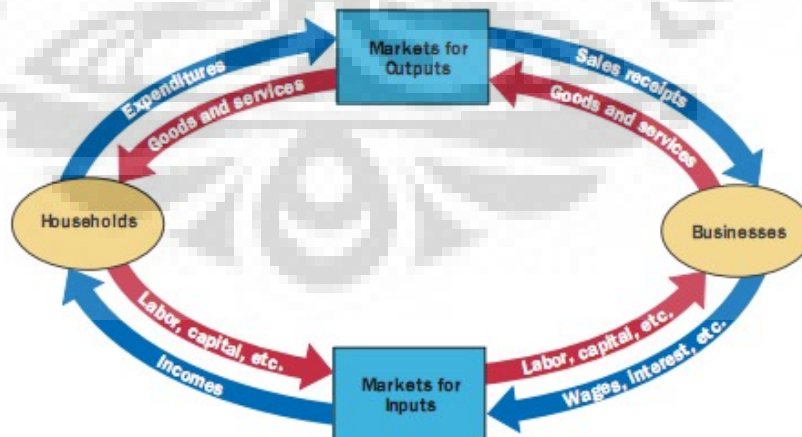 Markets for
Outputs
Expenditures
Sales receipts
Goods and services
Goods and services
Households
Businesses
Labor, capital, etc.
Labor, capital, etc.
Incomes
Markets for
Inputs
Wages, interest, etc.